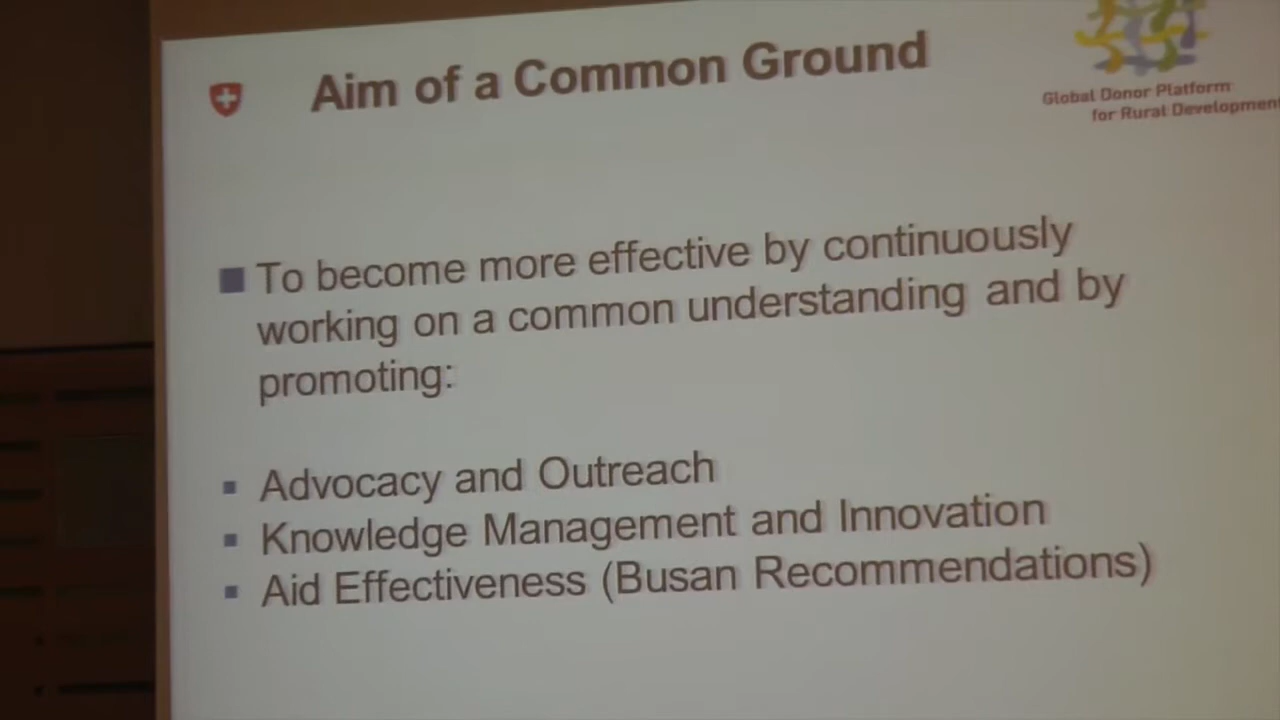 Aim of a Common Ground
Global Donor Platform
for Rural Development
To become more effective by continuously
working on a common understanding and by
promoting:
Advocacy and Outreach
Knowledge Management and Innovation
Aid Effectiveness (Busan Recommendations)